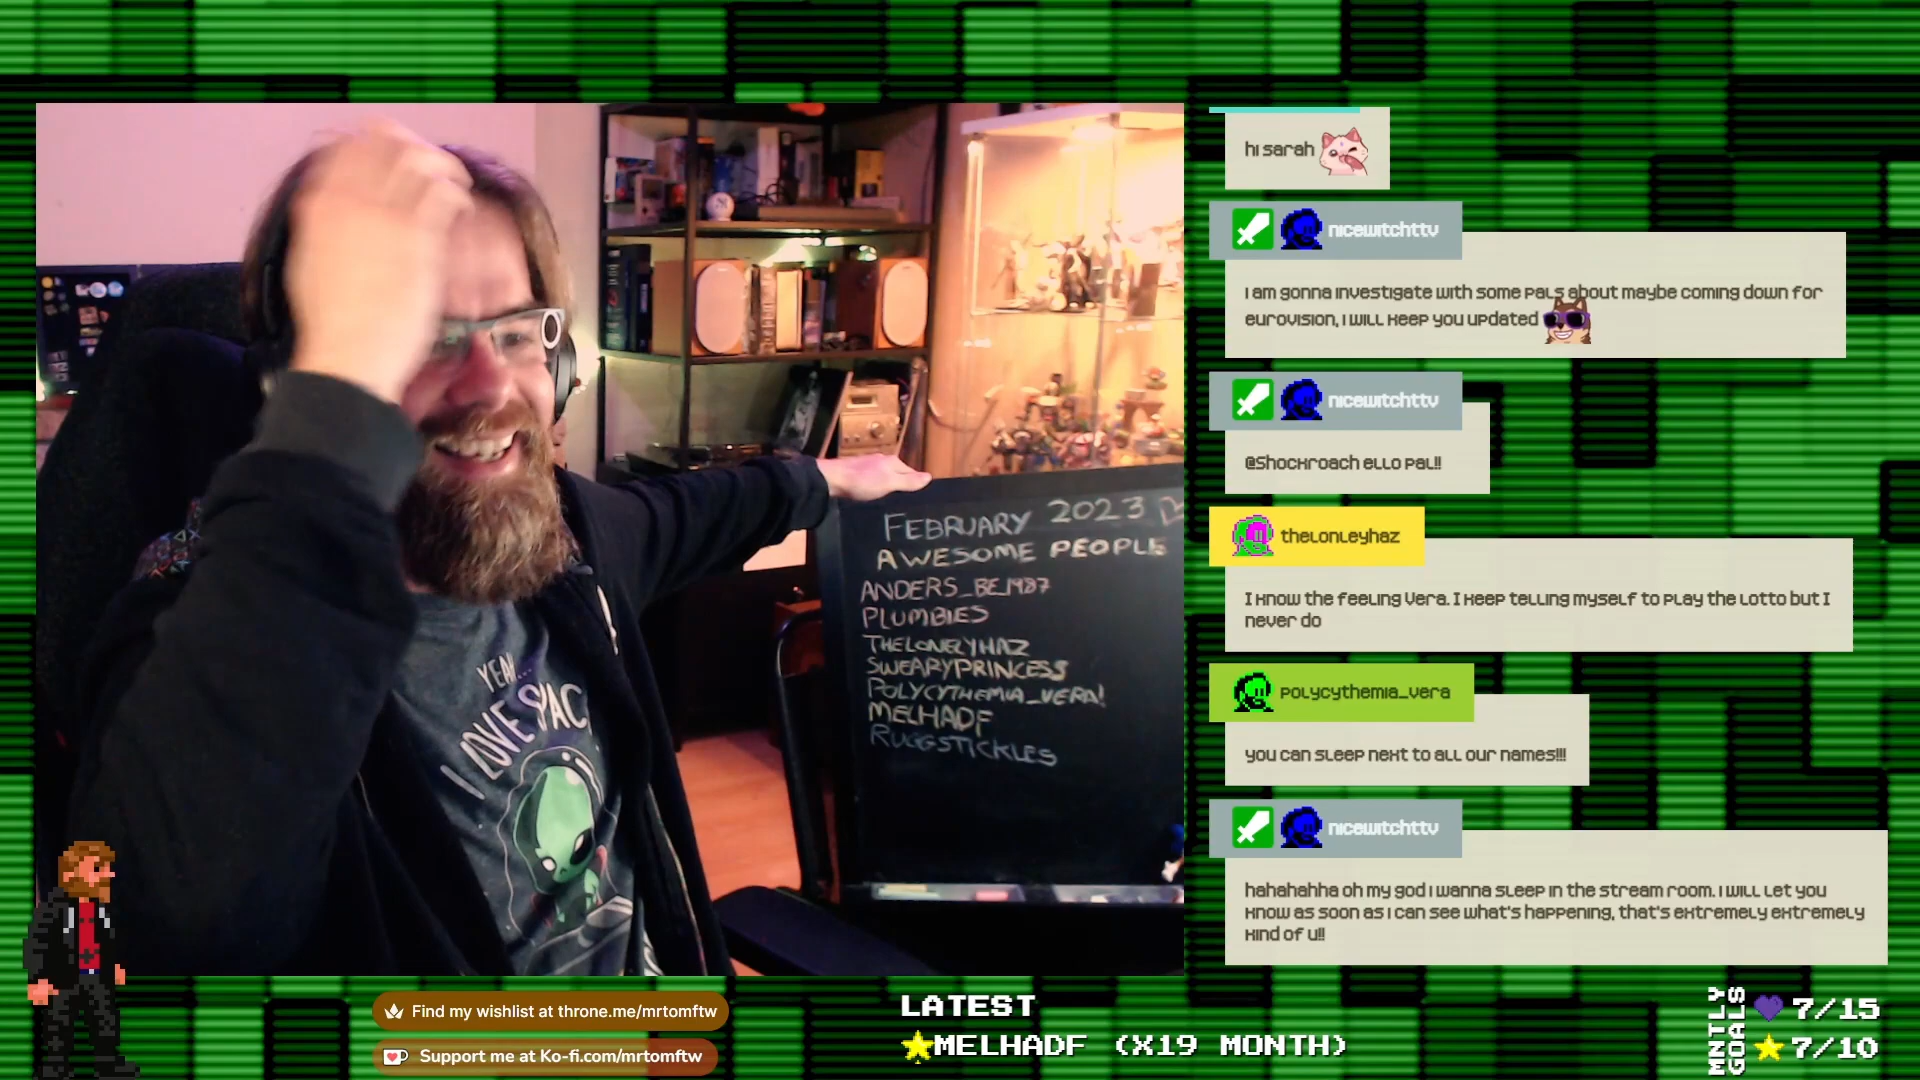 hi sarah
nicewitchttv
I am gonna investigate with some pals about maybe coming down for
eurovision, I will keep you updated
nicewitchttv
@Shockroach ello pal!!
thelonleyhaz
I know the feeling Vera. I keep telling myself to play the lotto but I
never do
polycythemia_vera
you can sleep next to all our names!!!
nicewitchttv
hahahahha oh my god i wanna sleep in the stream room. I will let you
know as soon as i can see what's happening, that's extremely extremely
kind of u!!
FEBRUARY 2023
AWESOME PEOPLE
ANDERS_BE1987
PLUMBIES
THELONELYHAZ
SWEARYPRINCESS
POLYCYTHEMIA_VERA!
MELHADF
RUGGSTICKLES
YEAH...
I LOVE SPAC
Find my wishlist at throne.me/mrtomftw
Support me at Ko-fi.com/mrtomftw
LATEST
MELHADF (X19 MONTH)
MNTLY
GOALS
7/15
7/10